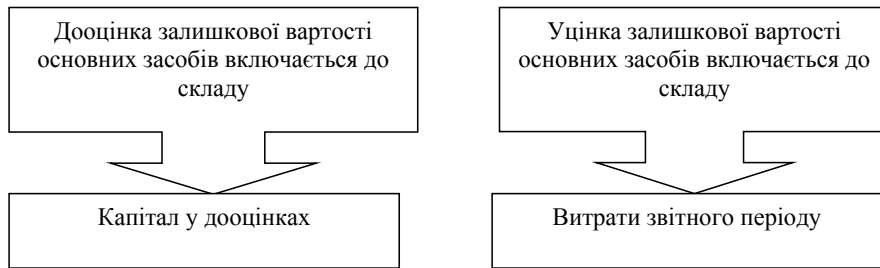 Дооцінка залишкової вартості
основних засобів включається до
складу
Уцінка залишкової вартості
основних засобів включається до
складу
Капітал у дооцінках
Витрати звітного періоду